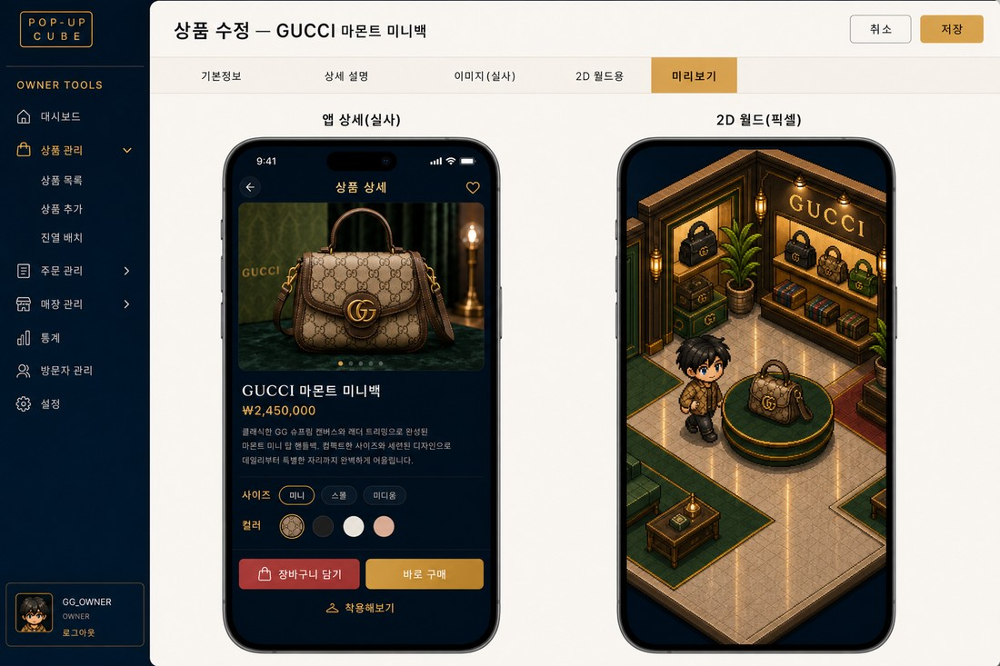 POP-UP
CUBE
OWNER TOOLS
대시보드
상품 관리
상품 목록
상품 추가
진열 배치
주문 관리
매장 관리
통계
방문자 관리
설정
GG_OWNER
OWNER
로그아웃
상품 수정 — GUCCI 마몬트 미니백
취소
저장
기본정보
상세 설명
이미지(실사)
2D 월드용
미리보기
앱 상세(실사)
9:41
상품 상세
GUCCI
GUCCI 마몬트 미니백
₩2,450,000
클래식한 GG 슈프림 캔버스와 래더 트리밍으로 완성된
마몬트 미니 탑 핸들백. 컴팩트한 사이즈와 세련된 디자인으로
데일리부터 특별한 자리까지 완벽하게 어울립니다.
사이즈
미니
스몰
미디움
컬러
장바구니 담기
바로 구매
착용해보기
2D 월드(픽셀)
GUCCI